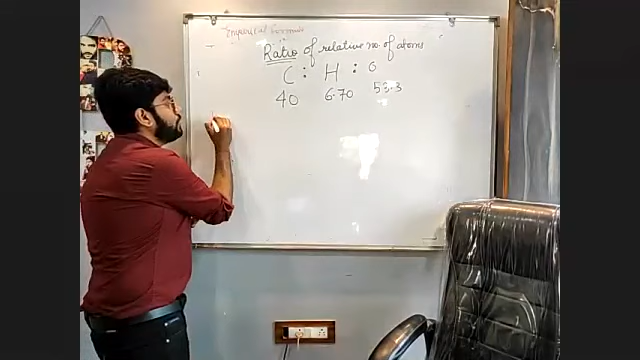 Empirical Formula
Ratio of relative no. of atoms
C : H : O
40 6.70 53.3